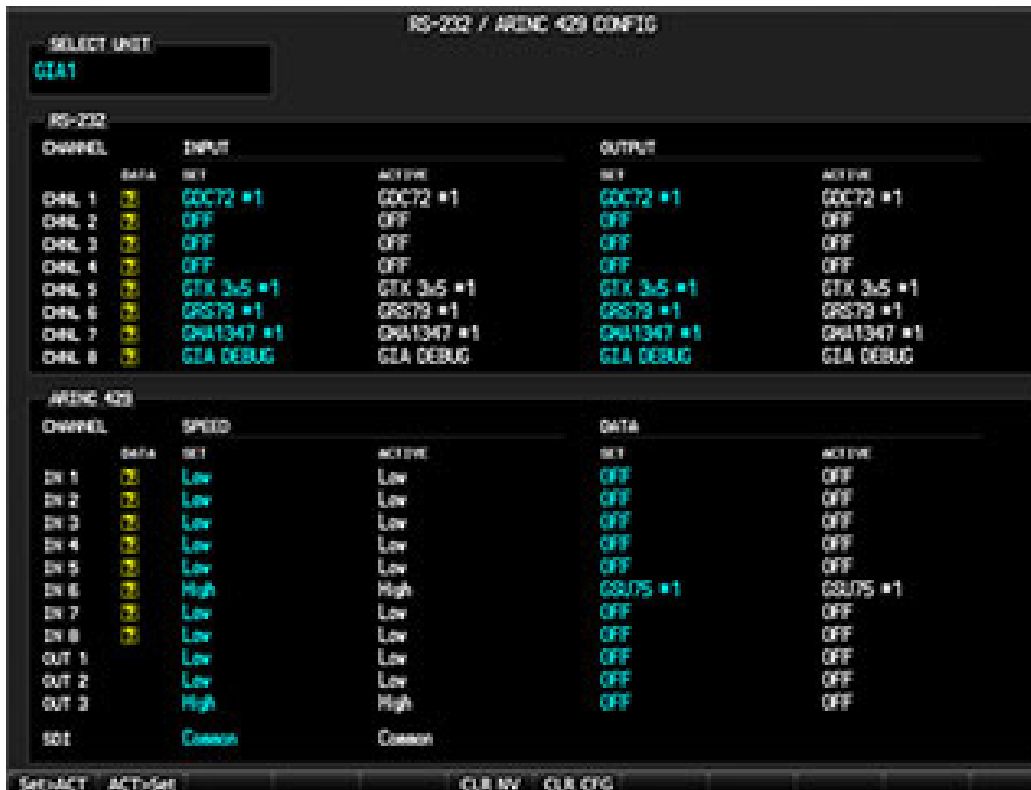 RS-232 / ARINC 429 CONFIG
SELECT UNIT
GIA1
RS-232
CHANNEL INPUT OUTPUT
DATA SET ACTIVE SET ACTIVE
CHNL 1 ? GDC72 #1 GDC72 #1 GDC72 #1 GDC72 #1
CHNL 2 ? OFF OFF OFF OFF
CHNL 3 ? OFF OFF OFF OFF
CHNL 4 ? OFF OFF OFF OFF
CHNL 5 ? GTX 3x5 #1 GTX 3x5 #1 GTX 3x5 #1 GTX 3x5 #1
CHNL 6 ? GRS79 #1 GRS79 #1 GRS79 #1 GRS79 #1
CHNL 7 ? GMA1347 #1 GMA1347 #1 GMA1347 #1 GMA1347 #1
CHNL 8 ? GIA DEBUG GIA DEBUG GIA DEBUG GIA DEBUG
ARINC 429
CHANNEL SPEED DATA
DATA SET ACTIVE SET ACTIVE
IN 1 ? Low Low OFF OFF
IN 2 ? Low Low OFF OFF
IN 3 ? Low Low OFF OFF
IN 4 ? Low Low OFF OFF
IN 5 ? Low Low OFF OFF
IN 6 ? High High GSU75 #1 GSU75 #1
IN 7 ? Low Low OFF OFF
IN 8 ? Low Low OFF OFF
OUT 1 Low Low OFF OFF
OUT 2 Low Low OFF OFF
OUT 3 High High OFF OFF
SDI Common Common
Set>ACT ACT>Set CLR NV CLR CFG